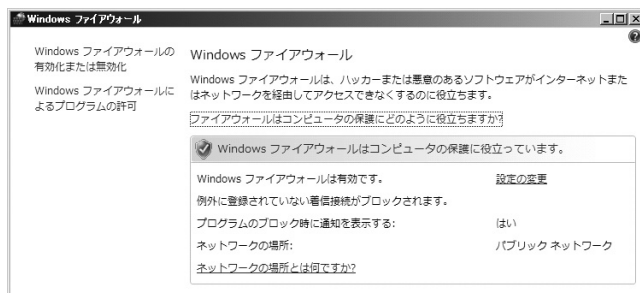 Windows ファイアウォール
Windows ファイアウォールの
有効化または無効化
Windows ファイアウォールに
よるプログラムの許可
Windows ファイアウォール
Windows ファイアウォールは、ハッカーまたは悪意のあるソフトウェアがインターネットまた
はネットワークを経由してアクセスできなくするのに役立ちます。
ファイアウォールはコンピュータの保護にどのように役立ちますか?
Windows ファイアウォールはコンピュータの保護に役立っています。
Windows ファイアウォールは有効です。 設定の変更
例外に登録されていない着信接続がブロックされます。
プログラムのブロック時に通知を表示する: はい
ネットワークの場所: パブリック ネットワーク
ネットワークの場所とは何ですか?